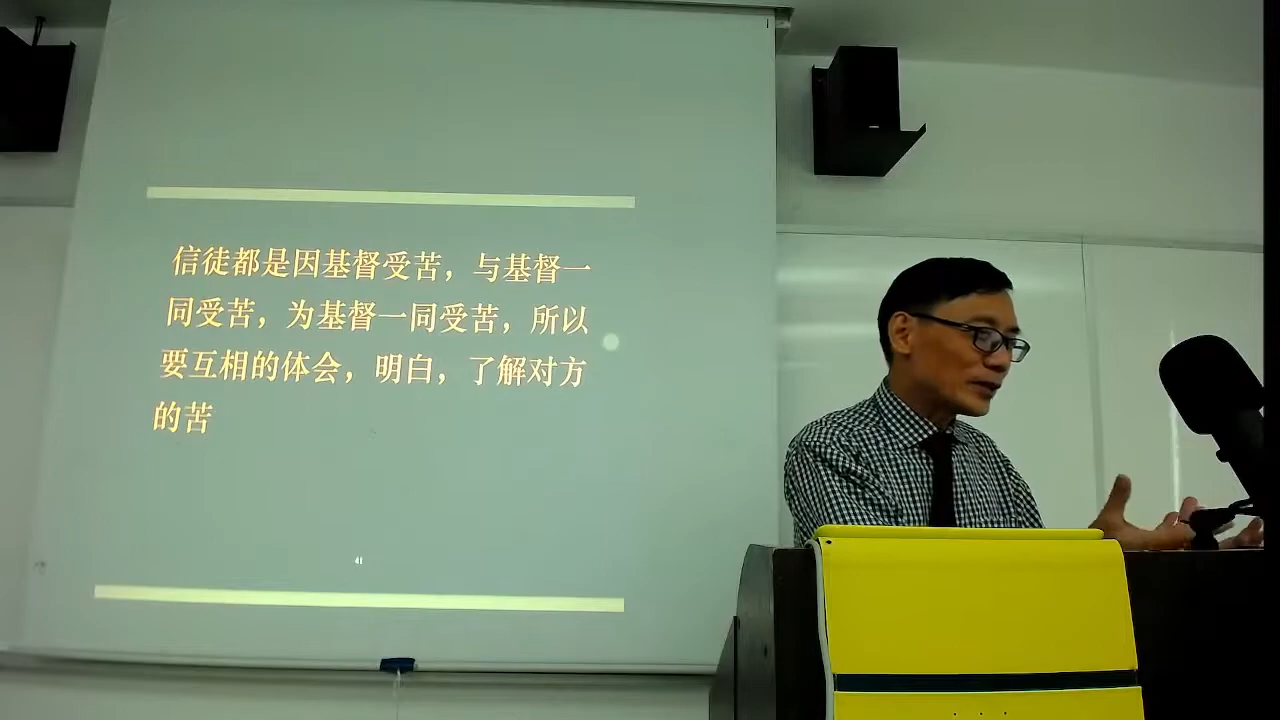 信徒都是因基督受苦，与基督一
同受苦，为基督一同受苦，所以
要互相的体会，明白，了解对方
的苦
41